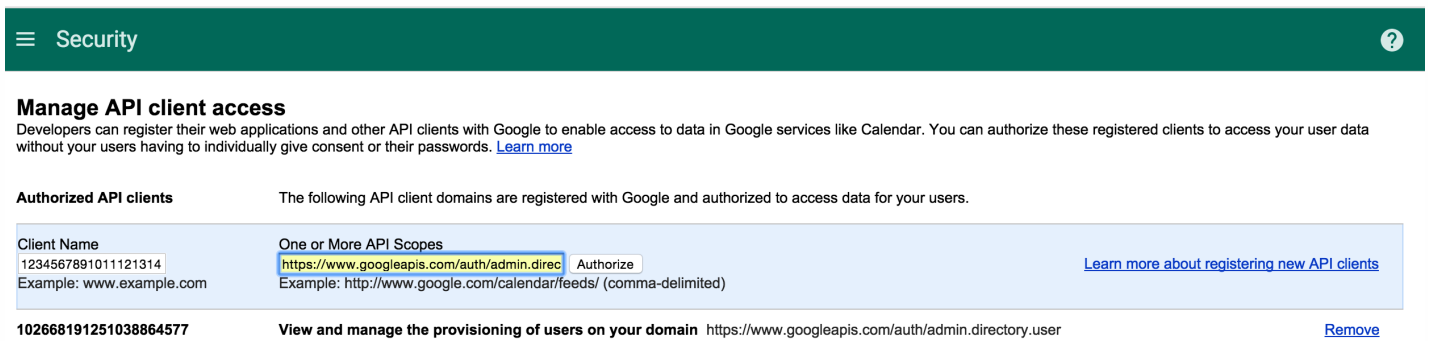 Security
Manage API client access
Developers can register their web applications and other API clients with Google to enable access to data in Google services like Calendar. You can authorize these registered clients to access your user data
without your users having to individually give consent or their passwords. Learn more
Authorized API clients The following API client domains are registered with Google and authorized to access data for your users.
Client Name One or More API Scopes
1234567891011121314 https://www.googleapis.com/auth/admin.direc Authorize Learn more about registering new API clients
Example: www.example.com Example: http://www.google.com/calendar/feeds/ (comma-delimited)
102668191251038864577 View and manage the provisioning of users on your domain https://www.googleapis.com/auth/admin.directory.user Remove